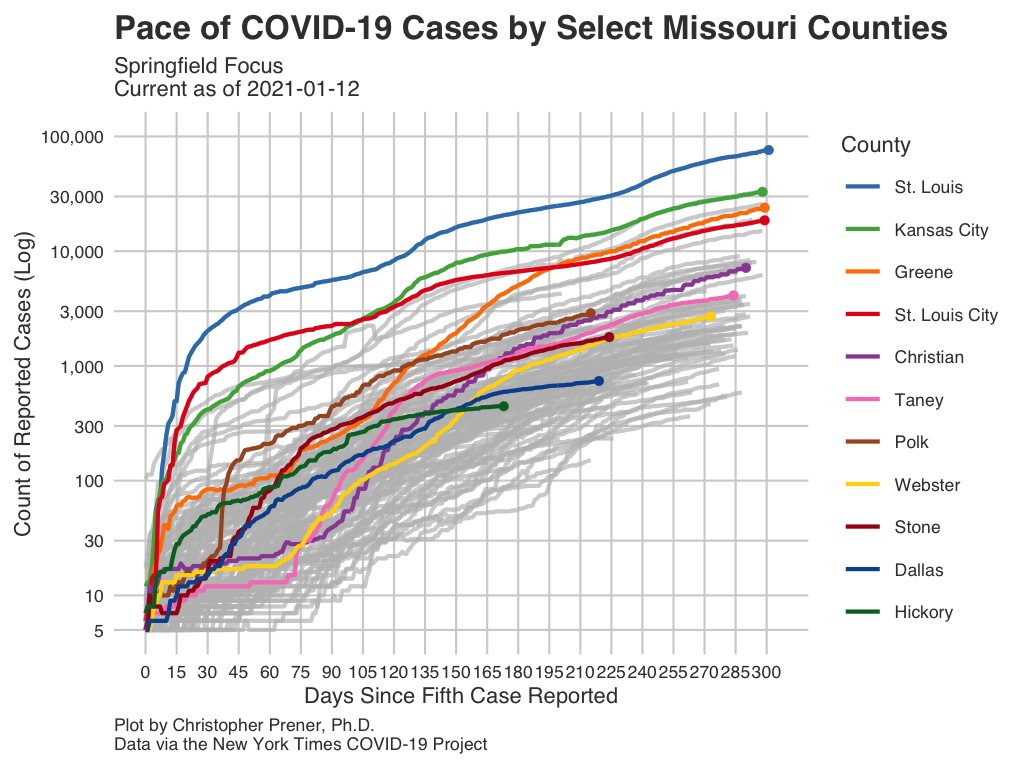 Pace of COVID-19 Cases by Select Missouri Counties
Springfield Focus
Current as of 2021-01-12
Count of Reported Cases (Log)
100,000
30,000
10,000
3,000
1,000
300
100
30
10
5
0 15 30 45 60 75 90 105 120 135 150 165 180 195 210 225 240 255 270 285 300
Days Since Fifth Case Reported
County
St. Louis
Kansas City
Greene
St. Louis City
Christian
Taney
Polk
Webster
Stone
Dallas
Hickory
Plot by Christopher Prener, Ph.D.
Data via the New York Times COVID-19 Project